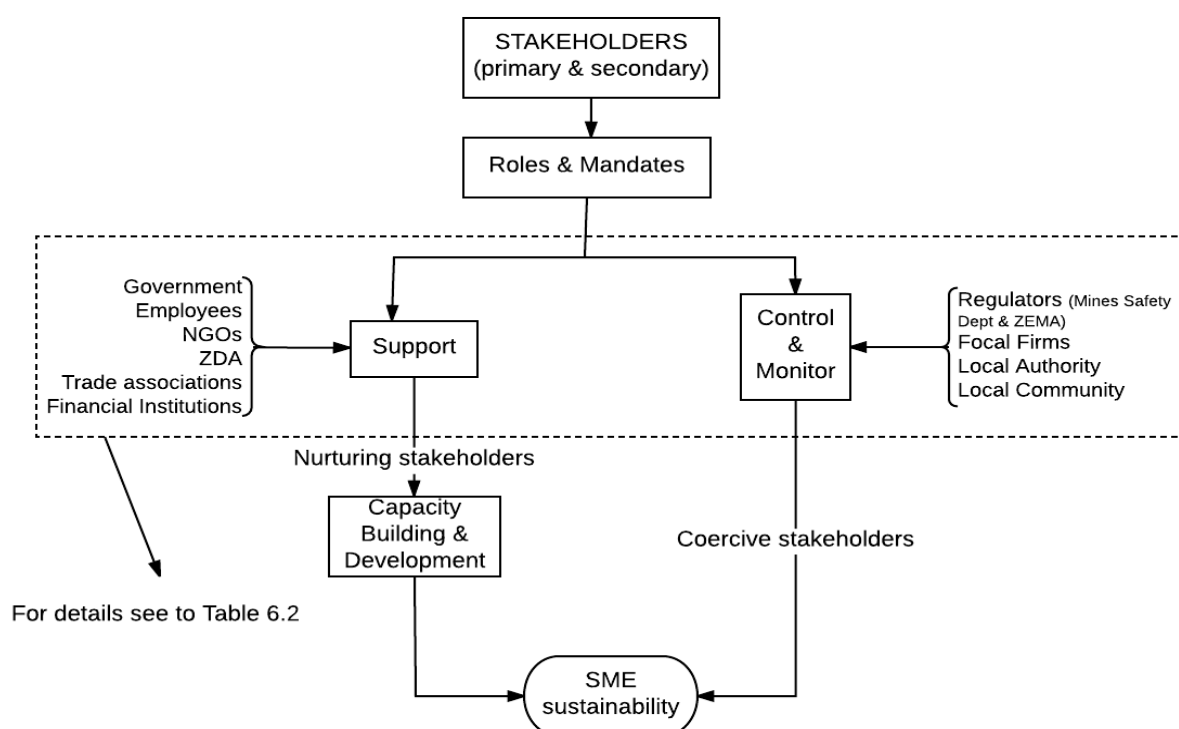 STAKEHOLDERS
(primary & secondary)
Roles & Mandates
Government
Employees
NGOs
ZDA
Trade associations
Financial Institutions
Support
Control
&
Monitor
Regulators (Mines Safety
Dept & ZEMA)
Focal Firms
Local Authority
Local Community
Nurturing stakeholders
Capacity
Building &
Development
Coercive stakeholders
For details see to Table 6.2
SME
sustainability